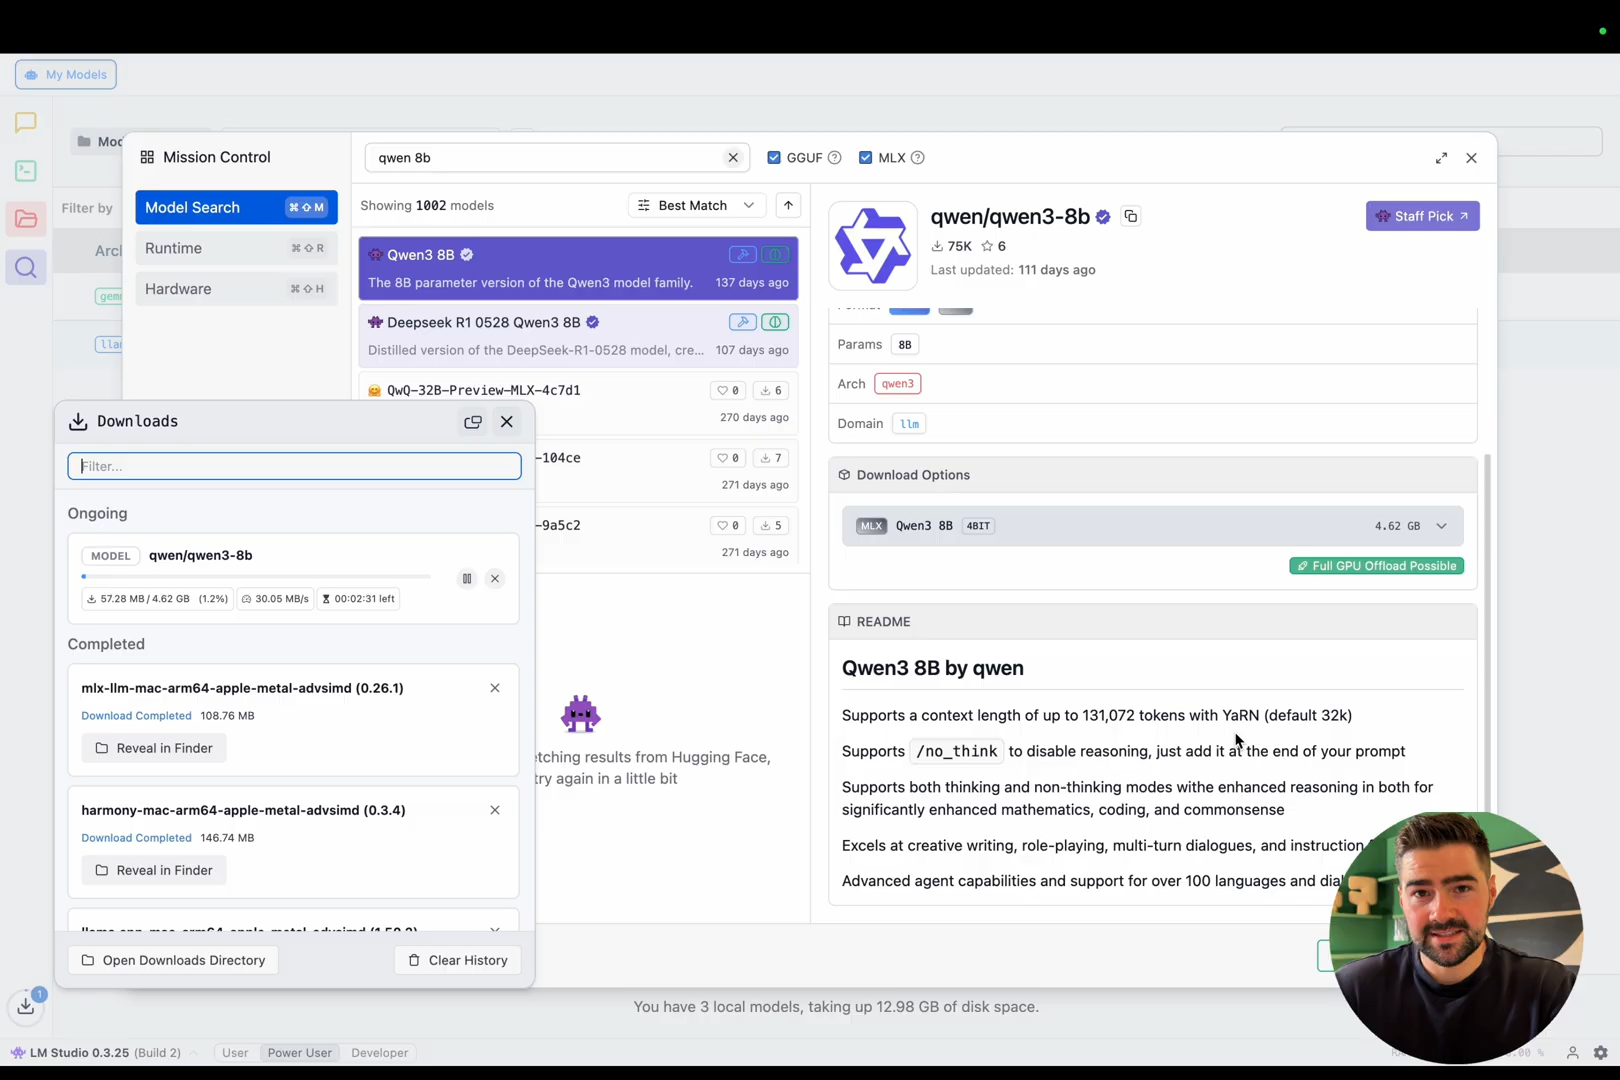 My Models
Mod
Filter by
Arch
gemm
llam
Mission Control
Model Search ⌘⇧M
Runtime ⌘⇧R
Hardware ⌘⇧H
qwen 8b
GGUF
MLX
Showing 1002 models
Best Match
Qwen3 8B
The 8B parameter version of the Qwen3 model family. 137 days ago
Deepseek R1 0528 Qwen3 8B
Distilled version of the DeepSeek-R1-0528 model, cre... 107 days ago
QwQ-32B-Preview-MLX-4c7d1 0 6
270 days ago
-104ce 0 7
271 days ago
-9a5c2 0 5
271 days ago
etching results from Hugging Face,
try again in a little bit
qwen/qwen3-8b
Staff Pick
75K 6
Last updated: 111 days ago
Params 8B
Arch qwen3
Domain llm
Download Options
MLX Qwen3 8B 4BIT 4.62 GB
Full GPU Offload Possible
README
Qwen3 8B by qwen
Supports a context length of up to 131,072 tokens with YaRN (default 32k)
Supports /no_think to disable reasoning, just add it at the end of your prompt
Supports both thinking and non-thinking modes withe enhanced reasoning in both for
significantly enhanced mathematics, coding, and commonsense
Excels at creative writing, role-playing, multi-turn dialogues, and instruction
Advanced agent capabilities and support for over 100 languages and dial
Downloads
Filter...
Ongoing
MODEL qwen/qwen3-8b
57.28 MB / 4.62 GB (1.2%) 30.05 MB/s 00:02:31 left
Completed
mlx-llm-mac-arm64-apple-metal-advsimd (0.26.1)
Download Completed 108.76 MB
Reveal in Finder
harmony-mac-arm64-apple-metal-advsimd (0.3.4)
Download Completed 146.74 MB
Reveal in Finder
Open Downloads Directory
Clear History
1
You have 3 local models, taking up 12.98 GB of disk space.
LM Studio 0.3.25 (Build 2)
User
Power User
Developer